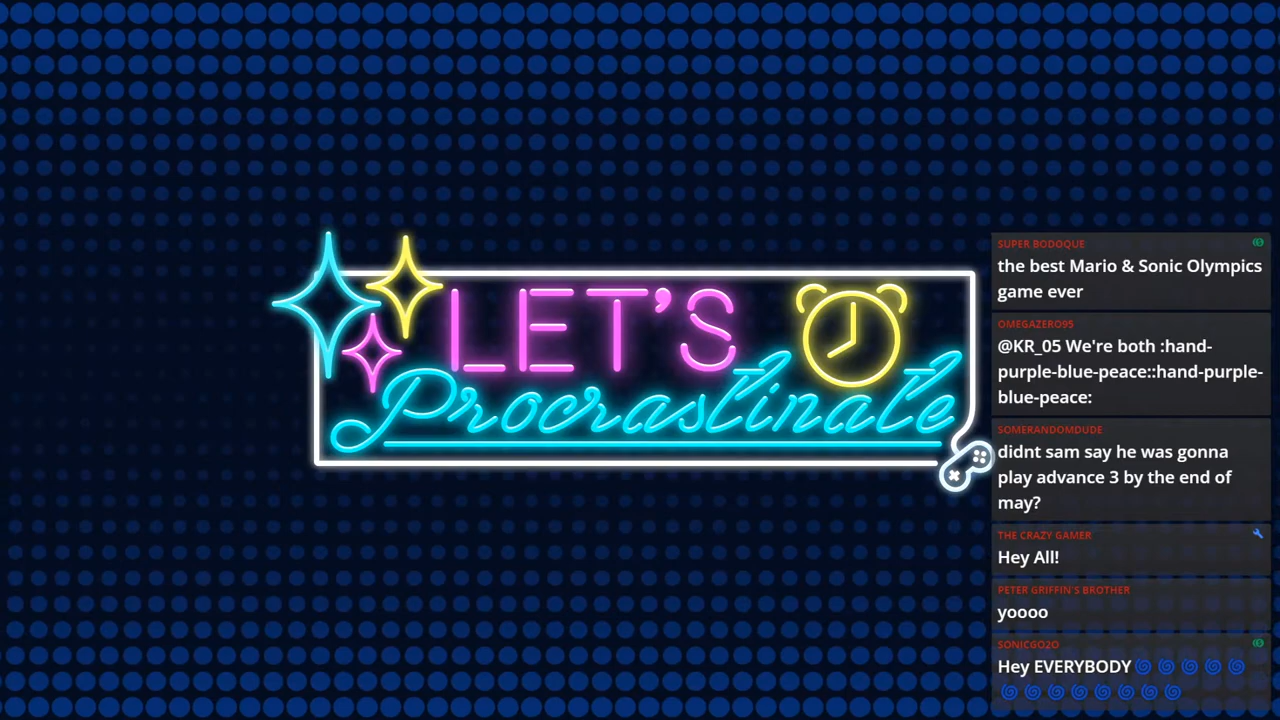 LET'S
Procrastinate
SUPER BODOQUE
the best Mario & Sonic Olympics
game ever
OMEGAZERO95
@KR_05 We're both :hand-
purple-blue-peace::hand-purple-
blue-peace:
SOMERANDOMDUDE
didnt sam say he was gonna
play advance 3 by the end of
may?
THE CRAZY GAMER
Hey All!
PETER GRIFFIN'S BROTHER
yoooo
SONICGO2O
Hey EVERYBODY🌀🌀🌀🌀🌀
🌀🌀🌀🌀🌀🌀🌀🌀